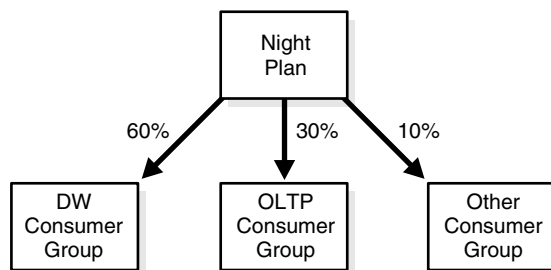 Night
Plan
60%
30%
10%
DW
Consumer
Group
OLTP
Consumer
Group
Other
Consumer
Group